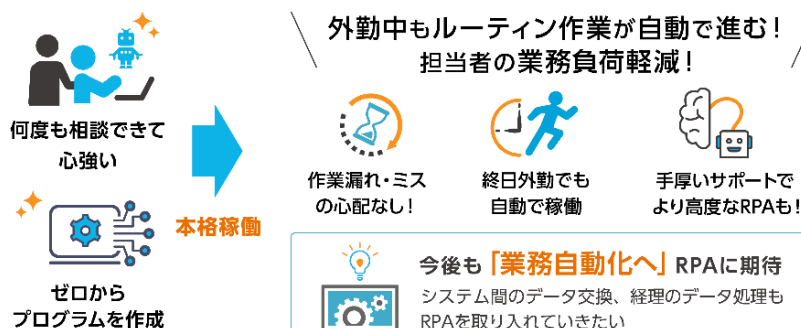 何度も相談できて
心強い
ゼロから
プログラムを作成
本格稼働
外勤中もルーティン作業が自動で進む!
担当者の業務負荷軽減!
作業漏れ・ミス
の心配なし!
終日外勤でも
自動で稼働
手厚いサポートで
より高度なRPAも!
今後も「業務自動化へ」RPAに期待
システム間のデータ交換、経理のデータ処理も
RPAを取り入れていきたい